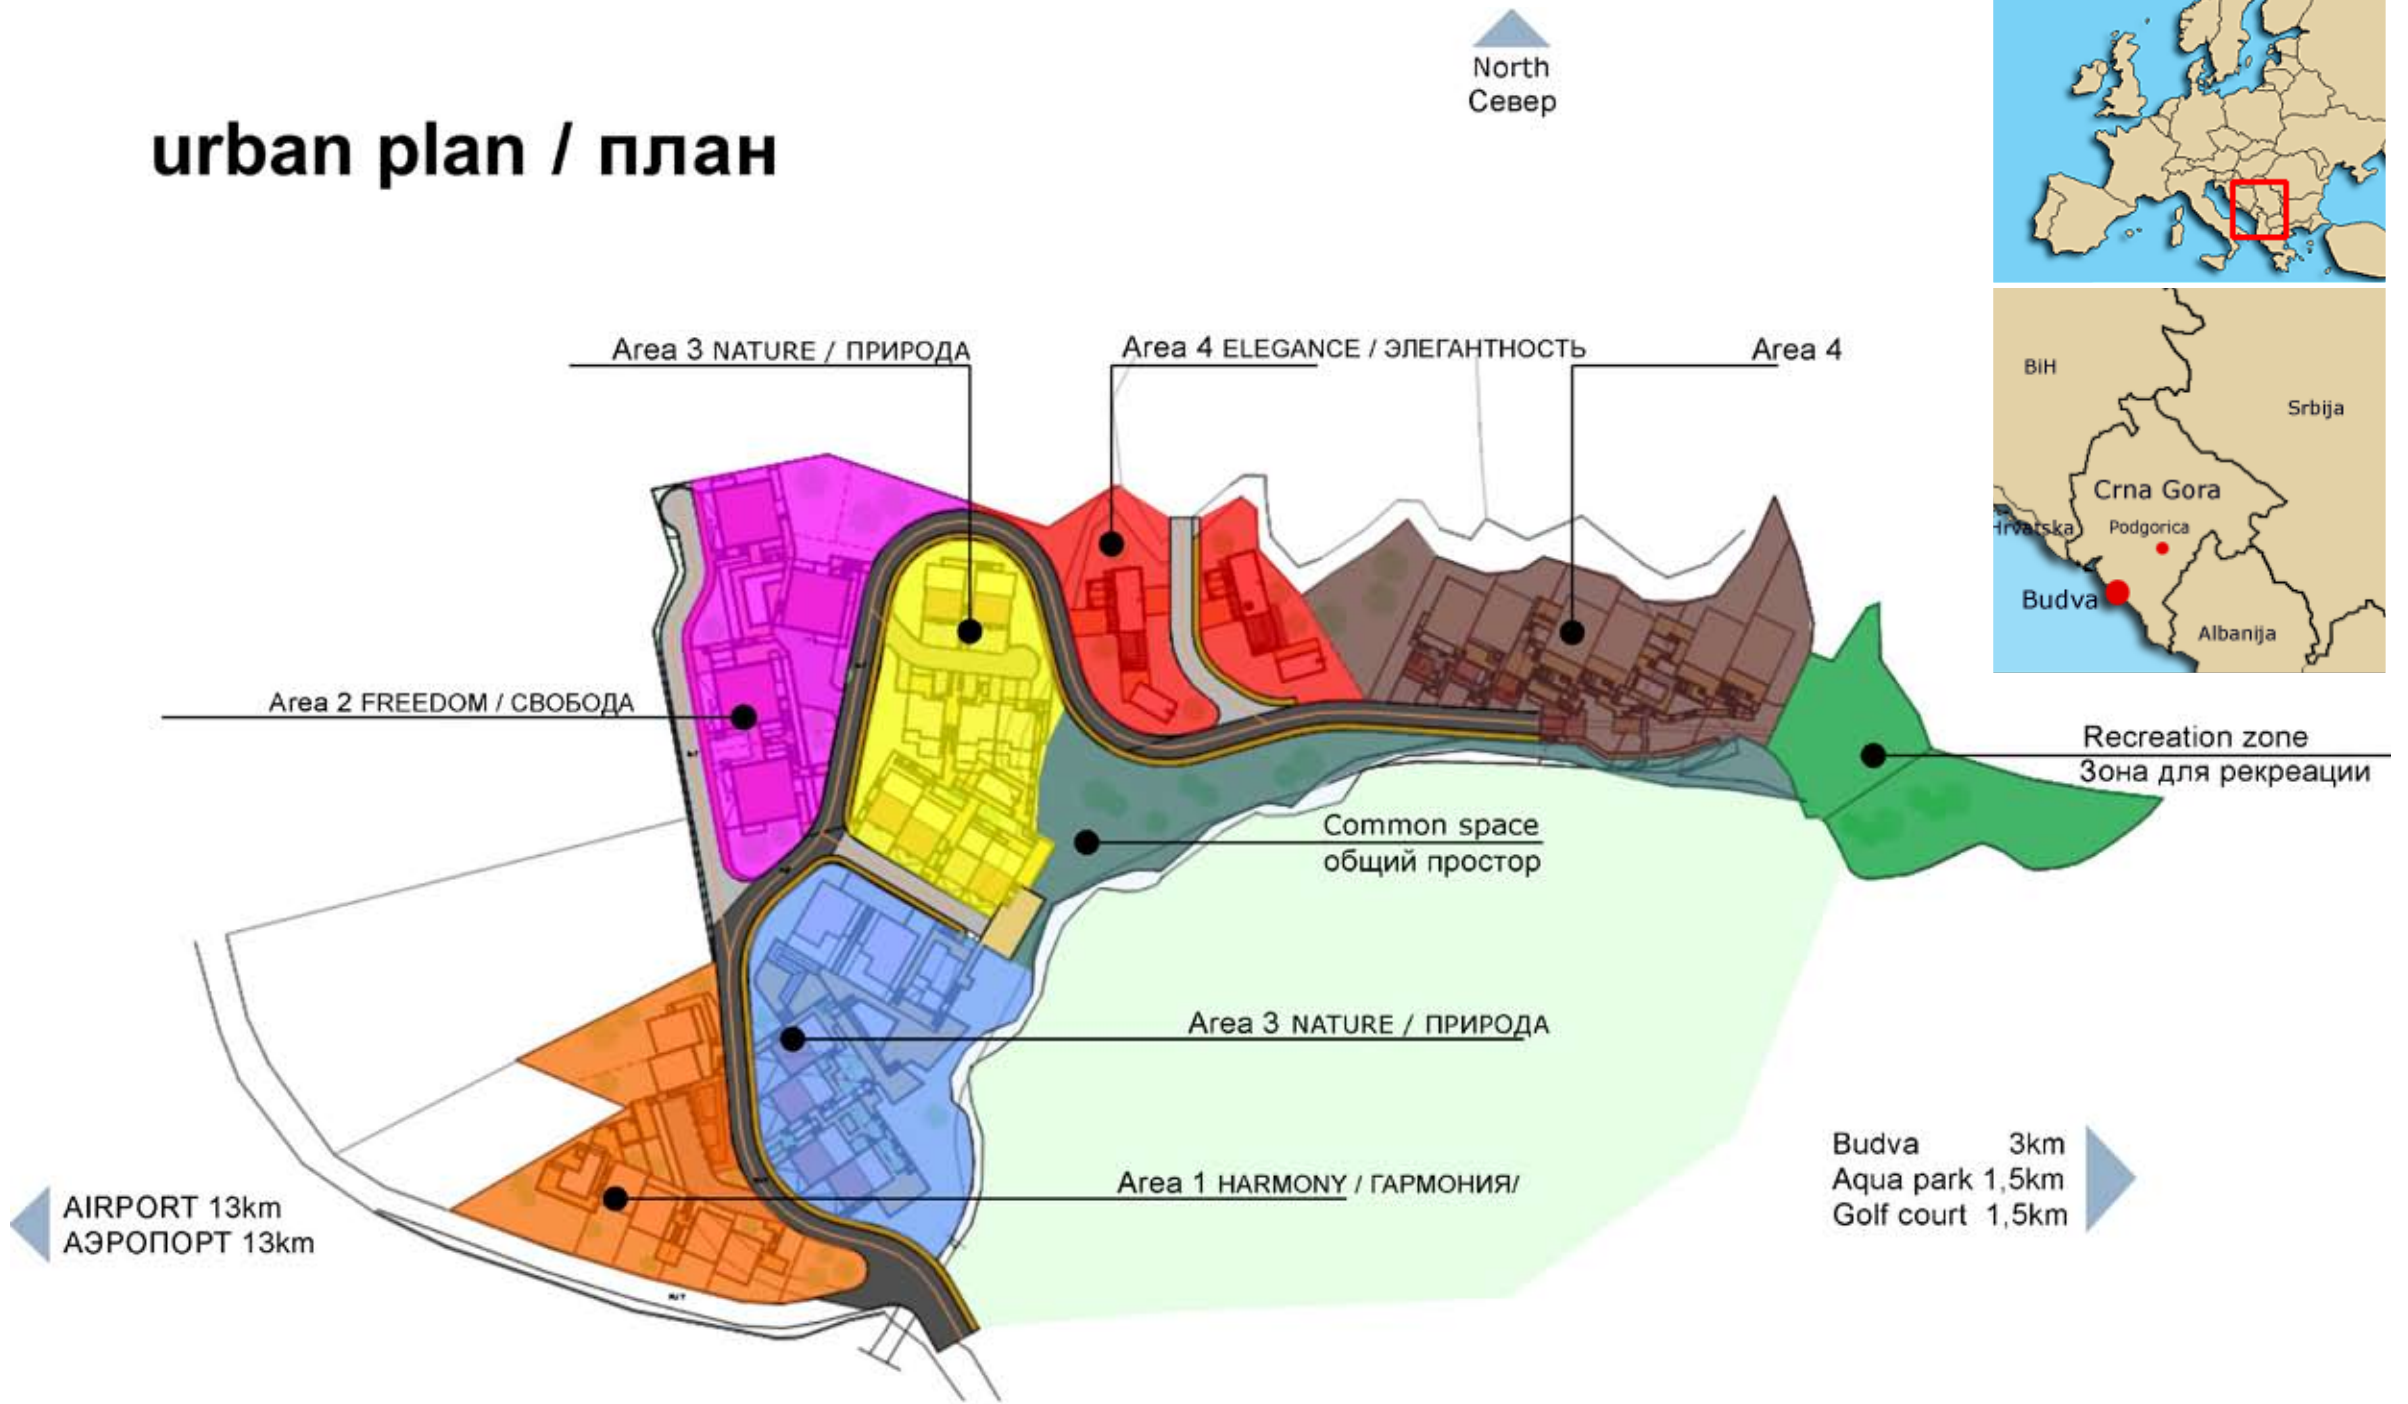 North
Север
urban plan / план
Area 3 NATURE / ПРИРОДА
Area 4 ELEGANCE / ЭЛЕГАНТНОСТЬ
Area 4
BiH
Srbija
Crna Gora
Hrvatska
Podgorica
Budva
Albanija
Area 2 FREEDOM / СВОБОДА
Recreation zone
Зона для рекреации
Common space
общий простор
Area 3 NATURE / ПРИРОДА
Area 1 HARMONY / ГАРМОНИЯ/
AIRPORT 13km
АЭРОПОРТ 13km
Budva 3km
Aqua park 1,5km
Golf court 1,5km